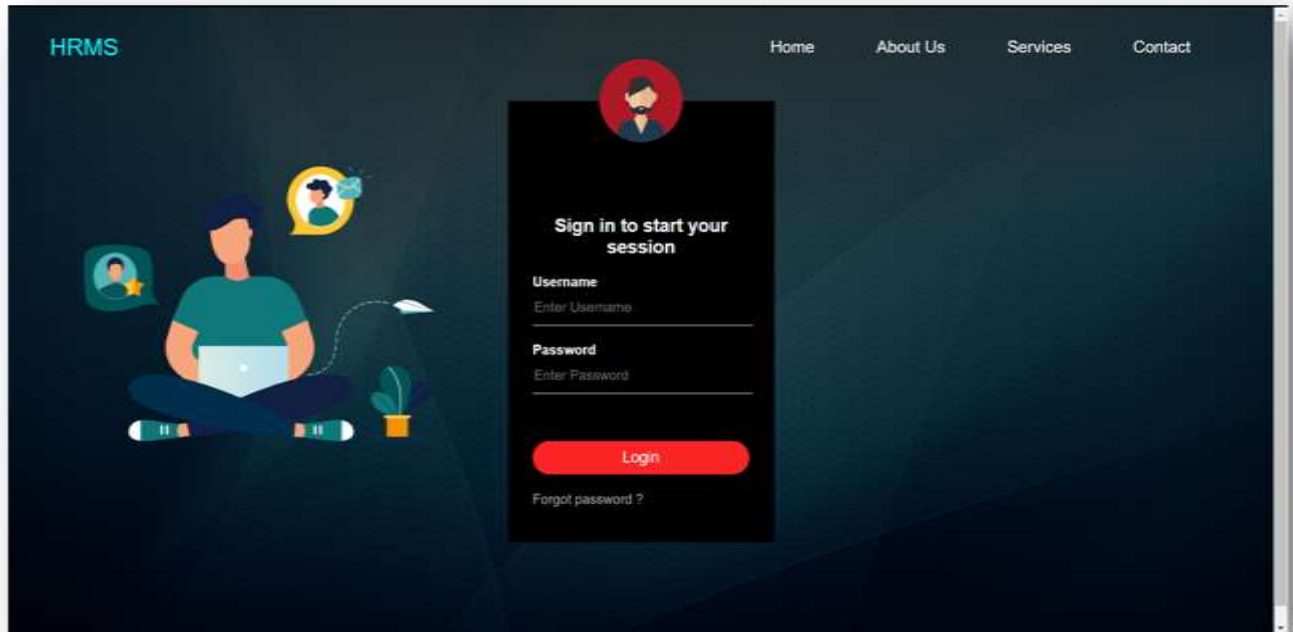 HRMS
Home About Us Services Contact
Sign in to start your
session
Username
Enter Username
Password
Enter Password
Login
Forgot password ?